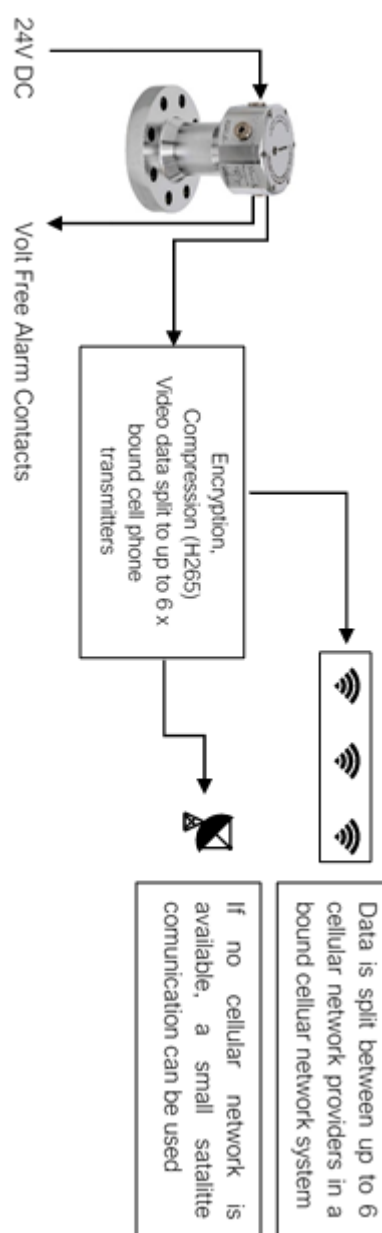 24V DC
Volt Free Alarm Contacts
Encryption,
Compression (H265)
Video data split to up to 6 x
bound cell phone
transmitters
Data is split between up to 6
cellular network providers in a
bound celluar network system
If no cellular network is
available, a small satalitte
comunication can be used